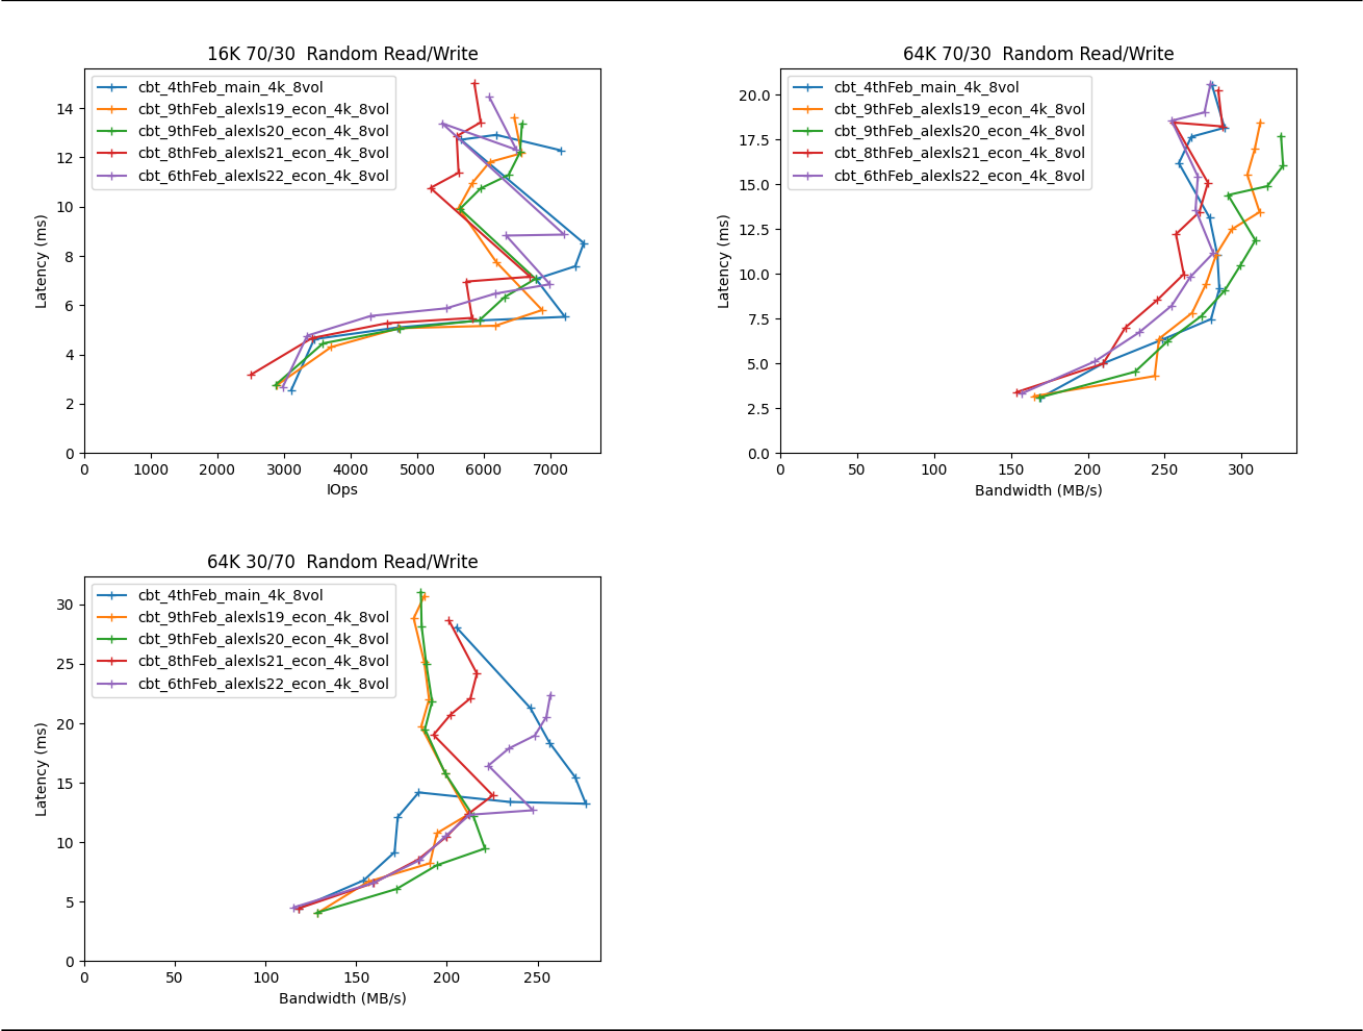 16K 70/30 Random Read/Write
cbt_4thFeb_main_4k_8vol
cbt_9thFeb_alexls19_econ_4k_8vol
cbt_9thFeb_alexls20_econ_4k_8vol
cbt_8thFeb_alexls21_econ_4k_8vol
cbt_6thFeb_alexls22_econ_4k_8vol
Latency (ms)
14
12
10
8
6
4
2
0
0 1000 2000 3000 4000 5000 6000 7000
IOps
64K 70/30 Random Read/Write
cbt_4thFeb_main_4k_8vol
cbt_9thFeb_alexls19_econ_4k_8vol
cbt_9thFeb_alexls20_econ_4k_8vol
cbt_8thFeb_alexls21_econ_4k_8vol
cbt_6thFeb_alexls22_econ_4k_8vol
Latency (ms)
20.0
17.5
15.0
12.5
10.0
7.5
5.0
2.5
0.0
0 50 100 150 200 250 300
Bandwidth (MB/s)
64K 30/70 Random Read/Write
cbt_4thFeb_main_4k_8vol
cbt_9thFeb_alexls19_econ_4k_8vol
cbt_9thFeb_alexls20_econ_4k_8vol
cbt_8thFeb_alexls21_econ_4k_8vol
cbt_6thFeb_alexls22_econ_4k_8vol
Latency (ms)
30
25
20
15
10
5
0
0 50 100 150 200 250
Bandwidth (MB/s)